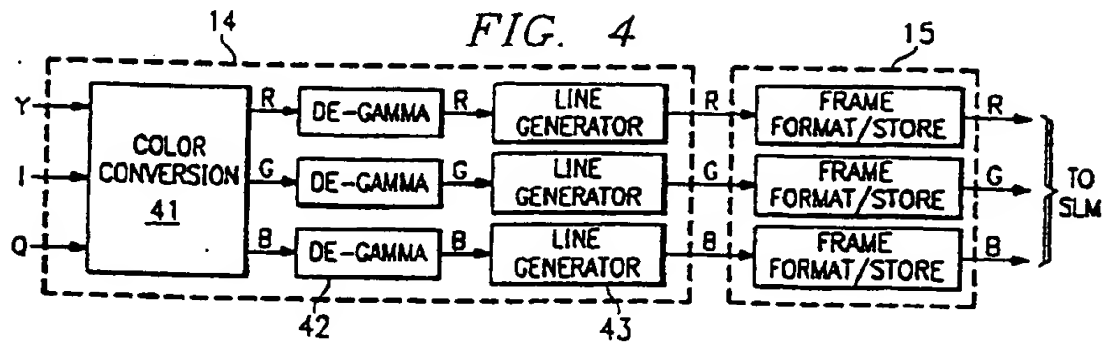 FIG. 4
14
15
Y
I
Q
COLOR
CONVERSION
41
R
DE-GAMMA
R
LINE
GENERATOR
R
FRAME
FORMAT/STORE
R
G
DE-GAMMA
G
LINE
GENERATOR
G
FRAME
FORMAT/STORE
G
B
DE-GAMMA
B
LINE
GENERATOR
B
FRAME
FORMAT/STORE
B
TO
SLM
42
43